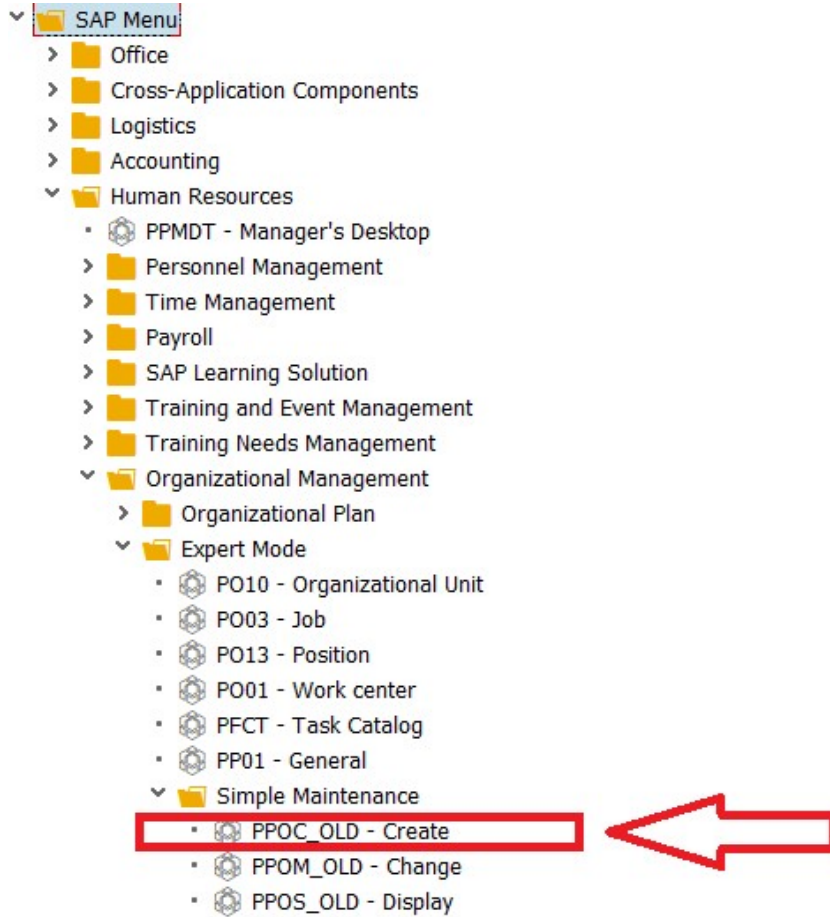 SAP Menu
Office
Cross-Application Components
Logistics
Accounting
Human Resources
PPMDT - Manager's Desktop
Personnel Management
Time Management
Payroll
SAP Learning Solution
Training and Event Management
Training Needs Management
Organizational Management
Organizational Plan
Expert Mode
PO10 - Organizational Unit
PO03 - Job
PO13 - Position
PO01 - Work center
PFCT - Task Catalog
PP01 - General
Simple Maintenance
PPOC_OLD - Create
PPOM_OLD - Change
PPOS_OLD - Display